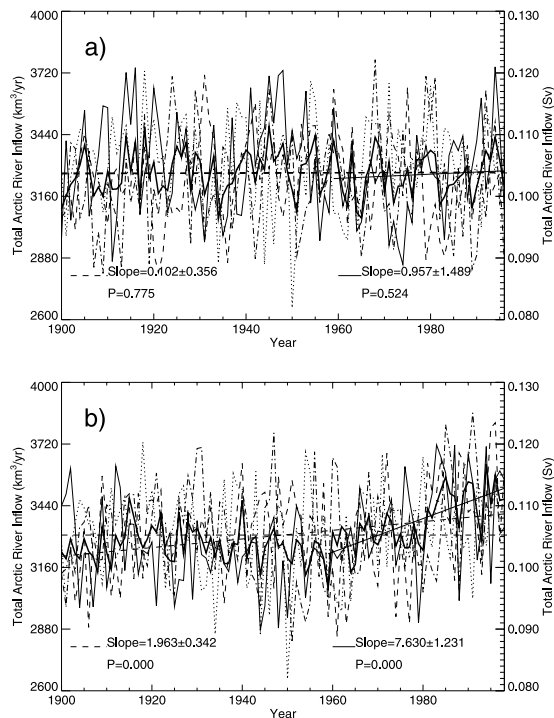 a)
4000
3720
3440
3160
2880
2600
Total Arctic River Inflow (km³/yr)
0.130
0.120
0.110
0.100
0.090
0.080
Total Arctic River Inflow (Sv)
Slope=0.102±0.356
P=0.775
Slope=0.957±1.489
P=0.524
1900 1920 1940 1960 1980
Year
b)
4000
3720
3440
3160
2880
2600
Total Arctic River Inflow (km³/yr)
0.130
0.120
0.110
0.100
0.090
0.080
Total Arctic River Inflow (Sv)
Slope=1.963±0.342
P=0.000
Slope=7.630±1.231
P=0.000
1900 1920 1940 1960 1980
Year